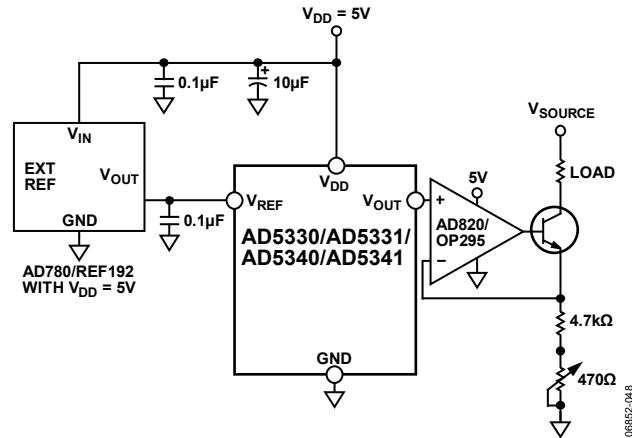 VDD = 5V
0.1µF
10µF
VSOURCE
LOAD
VIN
EXT
REF
VOUT
GND
0.1µF
VREF
VDD
VOUT
5V
AD820/
OP295
+
–
AD5330/AD5331/
AD5340/AD5341
AD780/REF192
WITH VDD = 5V
GND
4.7kΩ
470Ω
06852-048